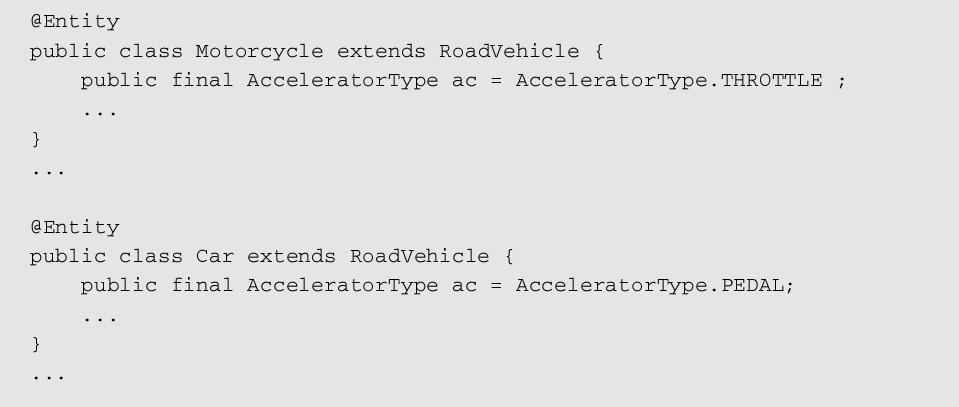 @Entity
public class Motorcycle extends RoadVehicle {
    public final AcceleratorType ac = AcceleratorType.THROTTLE ;
    ...
}
...
@Entity
public class Car extends RoadVehicle {
    public final AcceleratorType ac = AcceleratorType.PEDAL;
    ...
}
...